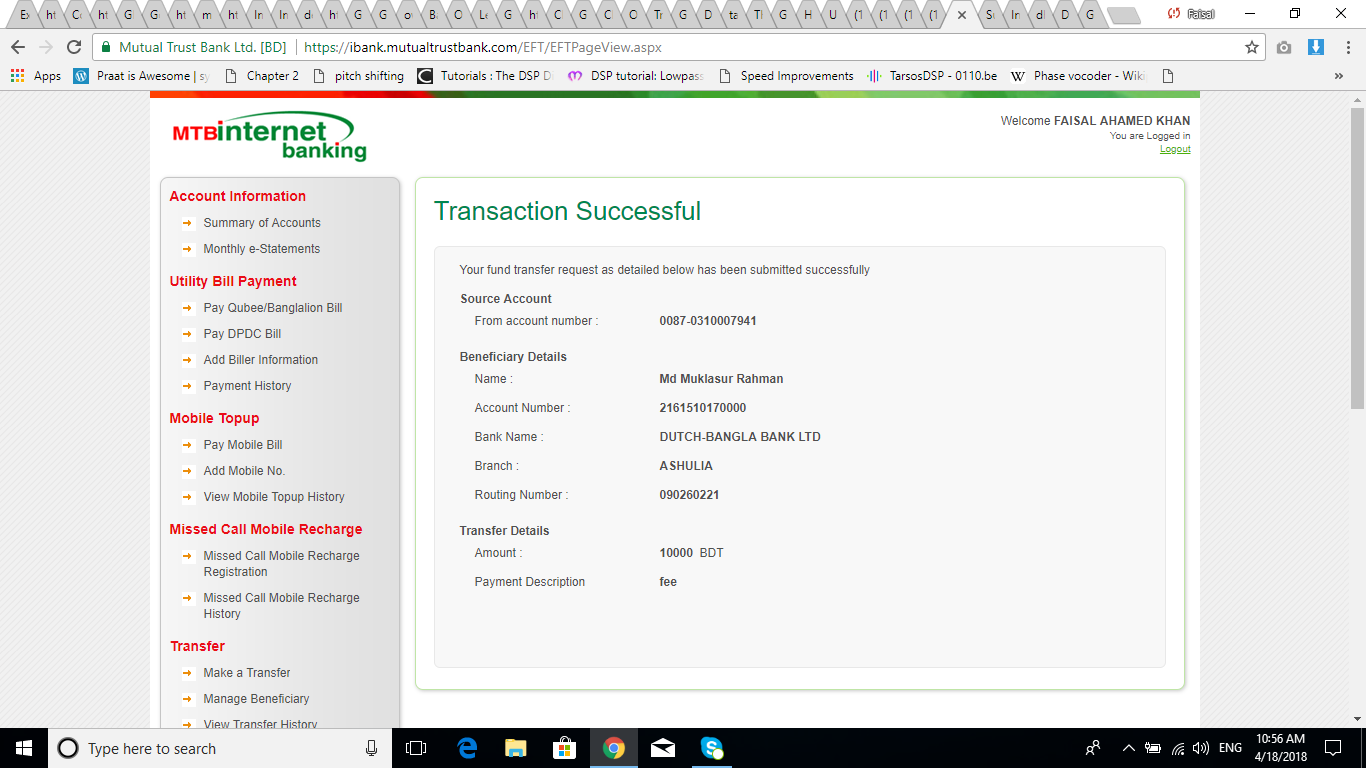 Ex ht Co ht G G ht m ht In In d ht G G ou Ba O Le G ht Cl G C O Tr G D ta Tl G H U (1 (1 (1 (1 Su In dl D G Faisal
Mutual Trust Bank Ltd. [BD] https://ibank.mutualtrustbank.com/EFT/EFTPageView.aspx
Apps Praat is Awesome | sy Chapter 2 pitch shifting Tutorials : The DSP D DSP tutorial: Lowpass Speed Improvements TarsosDSP - 0110.be Phase vocoder - Wiki »
MTBinternet banking
Welcome FAISAL AHAMED KHAN
You are Logged in
Logout
Account Information
Summary of Accounts
Monthly e-Statements
Utility Bill Payment
Pay Qubee/Banglalion Bill
Pay DPDC Bill
Add Biller Information
Payment History
Mobile Topup
Pay Mobile Bill
Add Mobile No.
View Mobile Topup History
Missed Call Mobile Recharge
Missed Call Mobile Recharge
Registration
Missed Call Mobile Recharge
History
Transfer
Make a Transfer
Manage Beneficiary
View Transfer History
Transaction Successful
Your fund transfer request as detailed below has been submitted successfully
Source Account
From account number : 0087-0310007941
Beneficiary Details
Name : Md Muklasur Rahman
Account Number : 2161510170000
Bank Name : DUTCH-BANGLA BANK LTD
Branch : ASHULIA
Routing Number : 090260221
Transfer Details
Amount : 10000 BDT
Payment Description fee
Type here to search
ENG
10:56 AM
4/18/2018